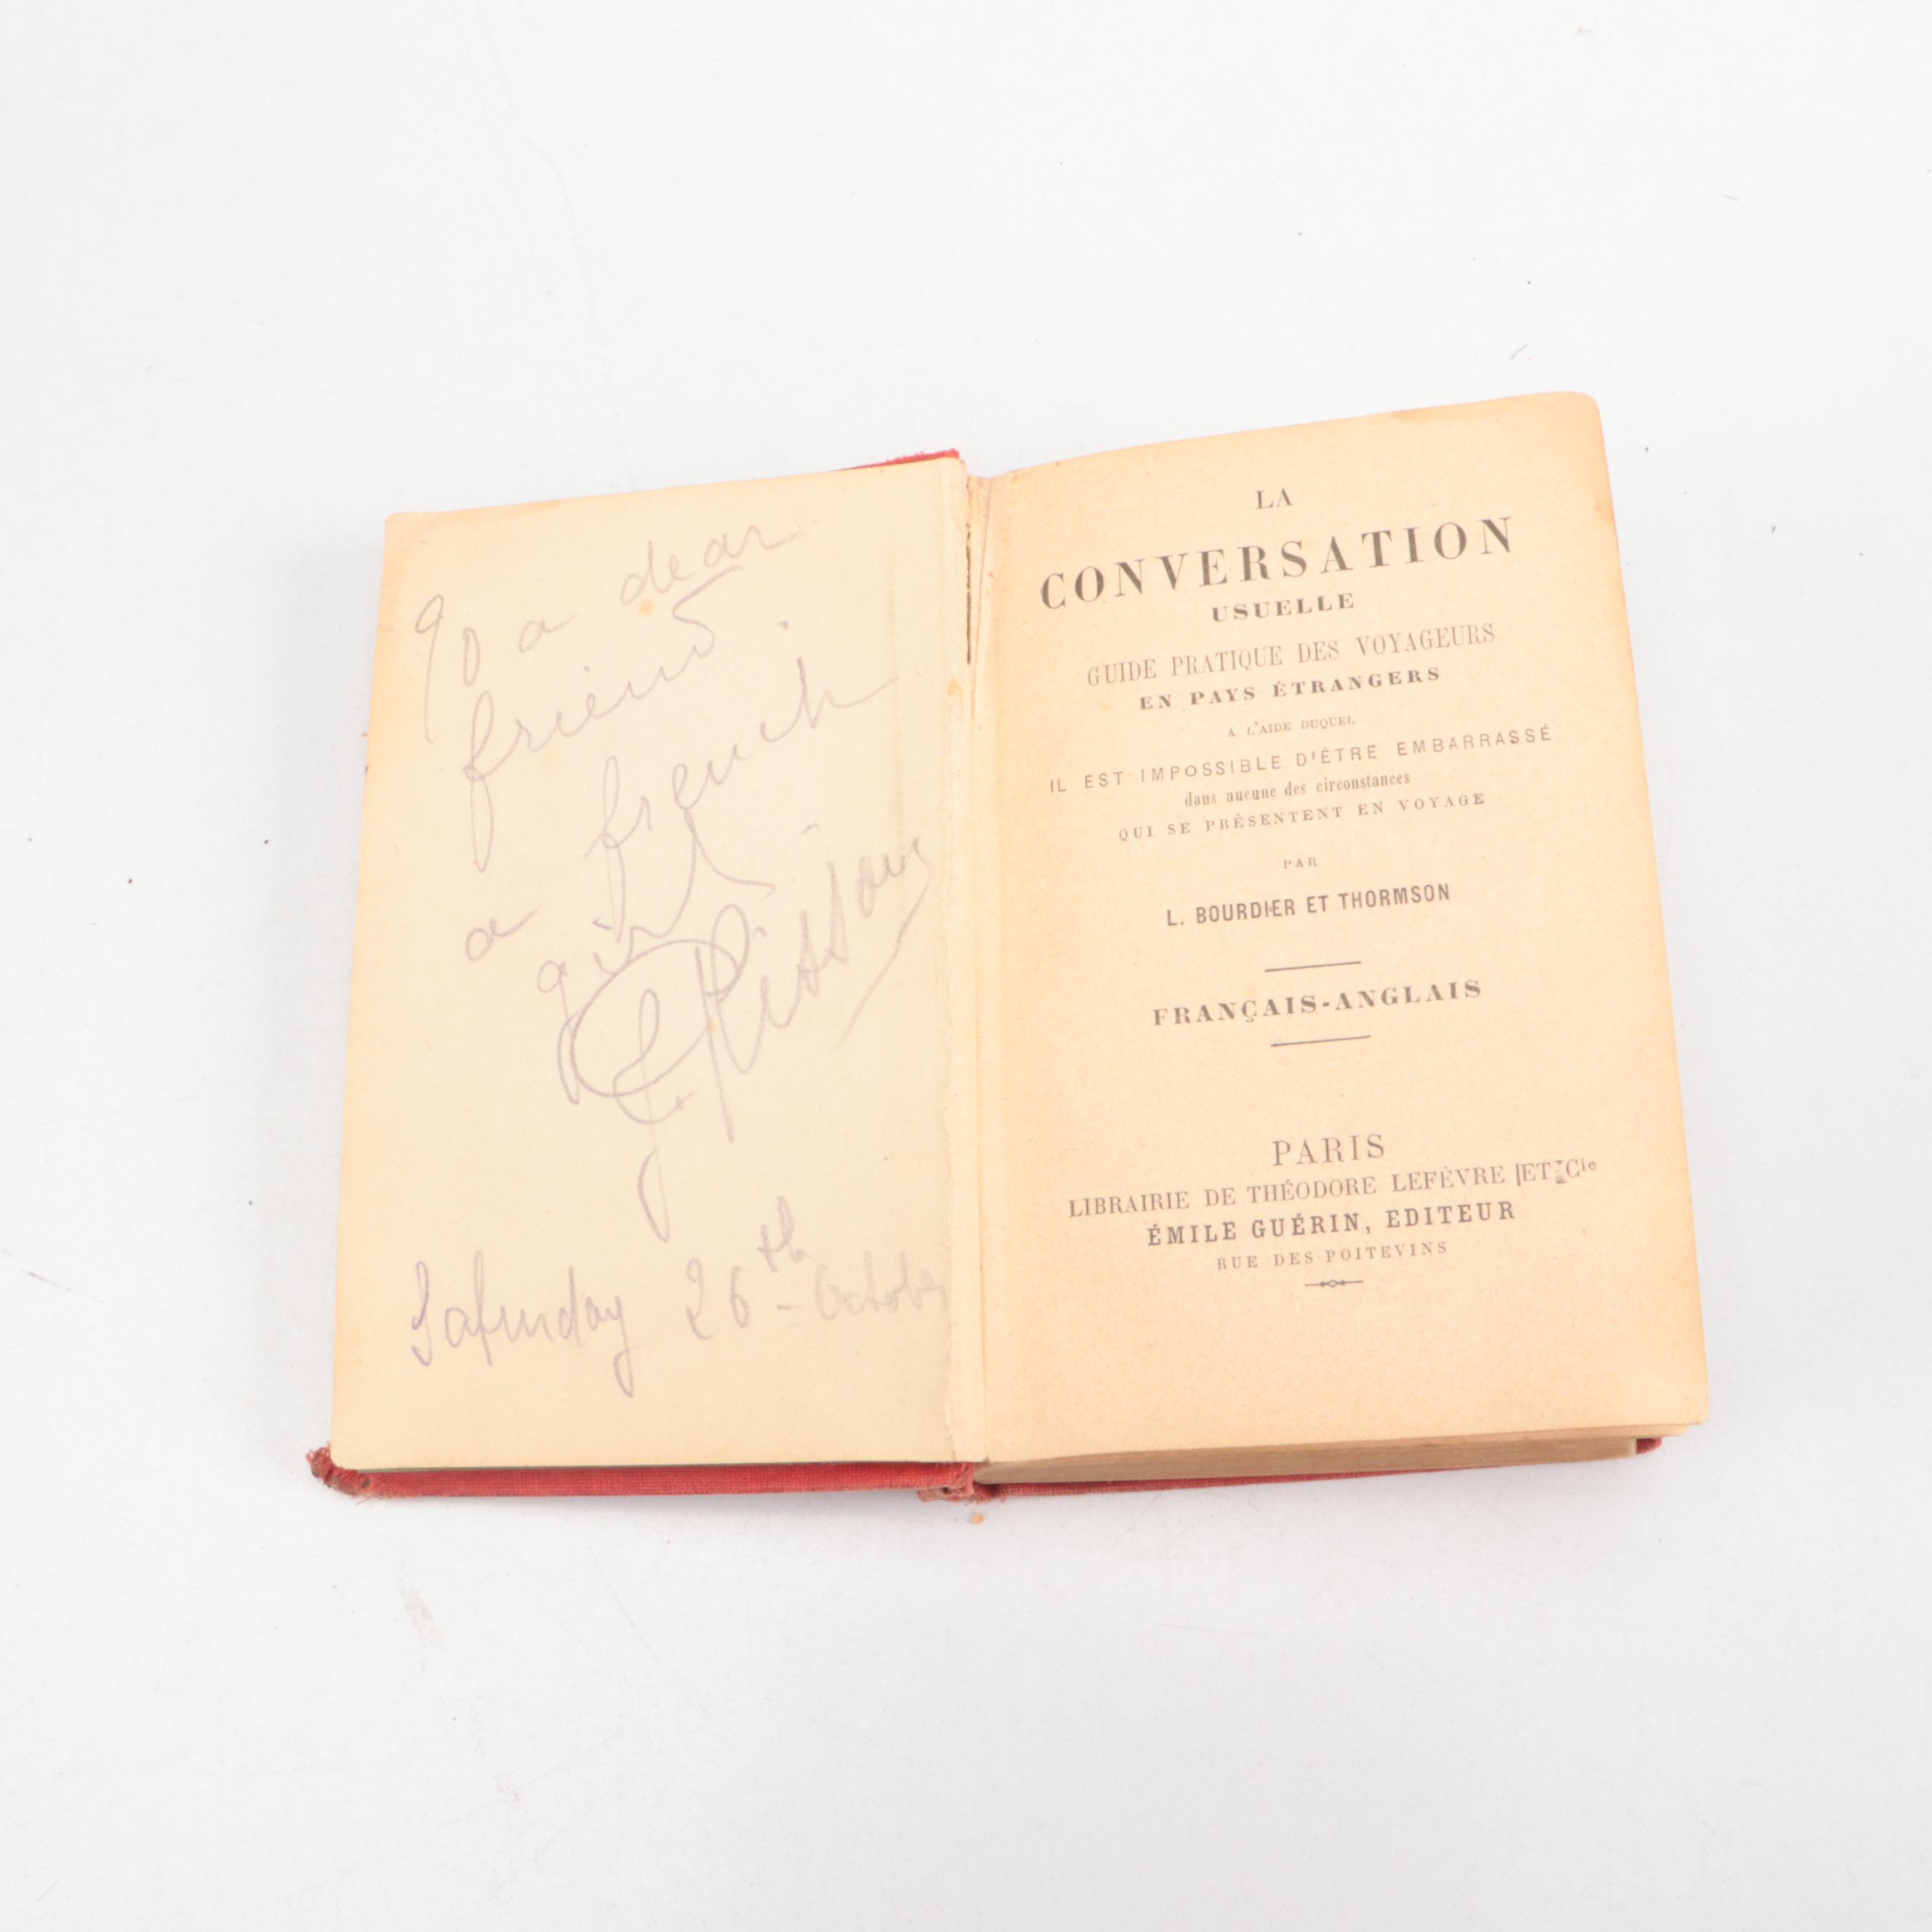 To a dear
friend
a french
girl
Saturday 26th - October
LA
CONVERSATION
USUELLE
GUIDE PRATIQUE DES VOYAGEURS
EN PAYS ÉTRANGERS
A L'AIDE DUQUEL
IL EST IMPOSSIBLE D'ÊTRE EMBARRASSÉ
dans aucune des circonstances
QUI SE PRÉSENTENT EN VOYAGE
PAR
L. BOURDIER ET THORMSON
FRANÇAIS-ANGLAIS
PARIS
LIBRAIRIE DE THÉODORE LEFÈVRE ET Cie
ÉMILE GUÉRIN, EDITEUR
RUE DES POITEVINS